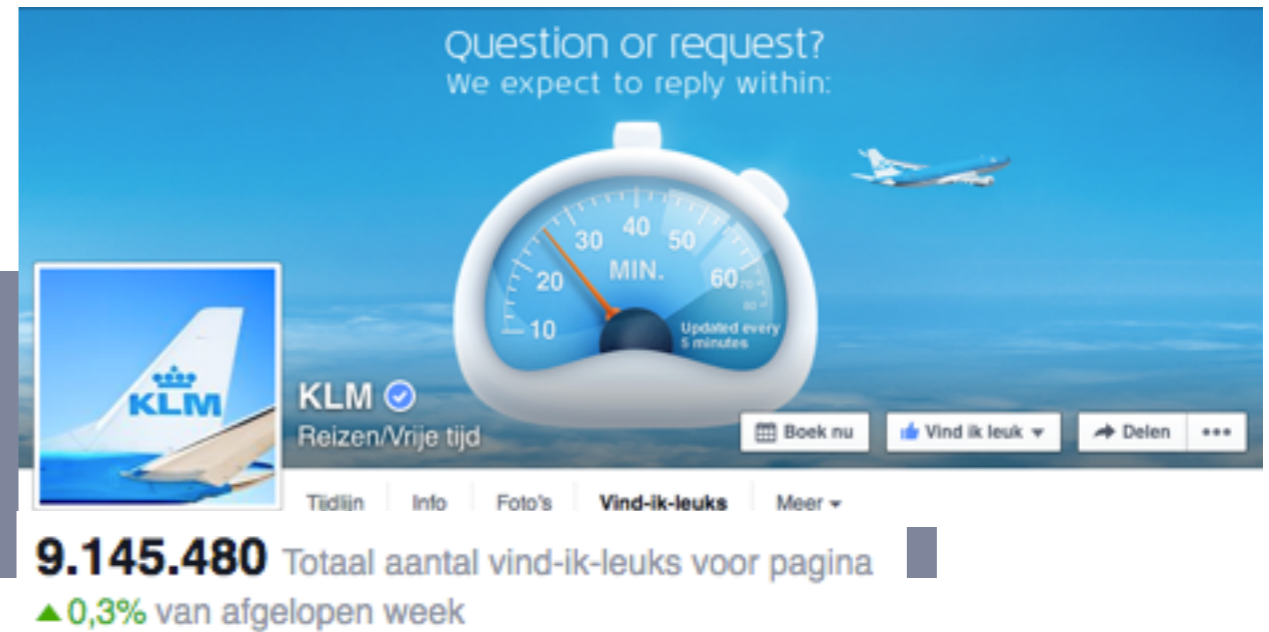 Question or request?
We expect to reply within:
40
30
50
MIN.
20
60
70
80
10
Updated every
5 minutes
KLM
KLM
Reizen/Vrije tijd
Boek nu
Vind ik leuk
Delen
Tijdlijn Info Foto's Vind-ik-leuks Meer
9.145.480 Totaal aantal vind-ik-leuks voor pagina
0,3% van afgelopen week